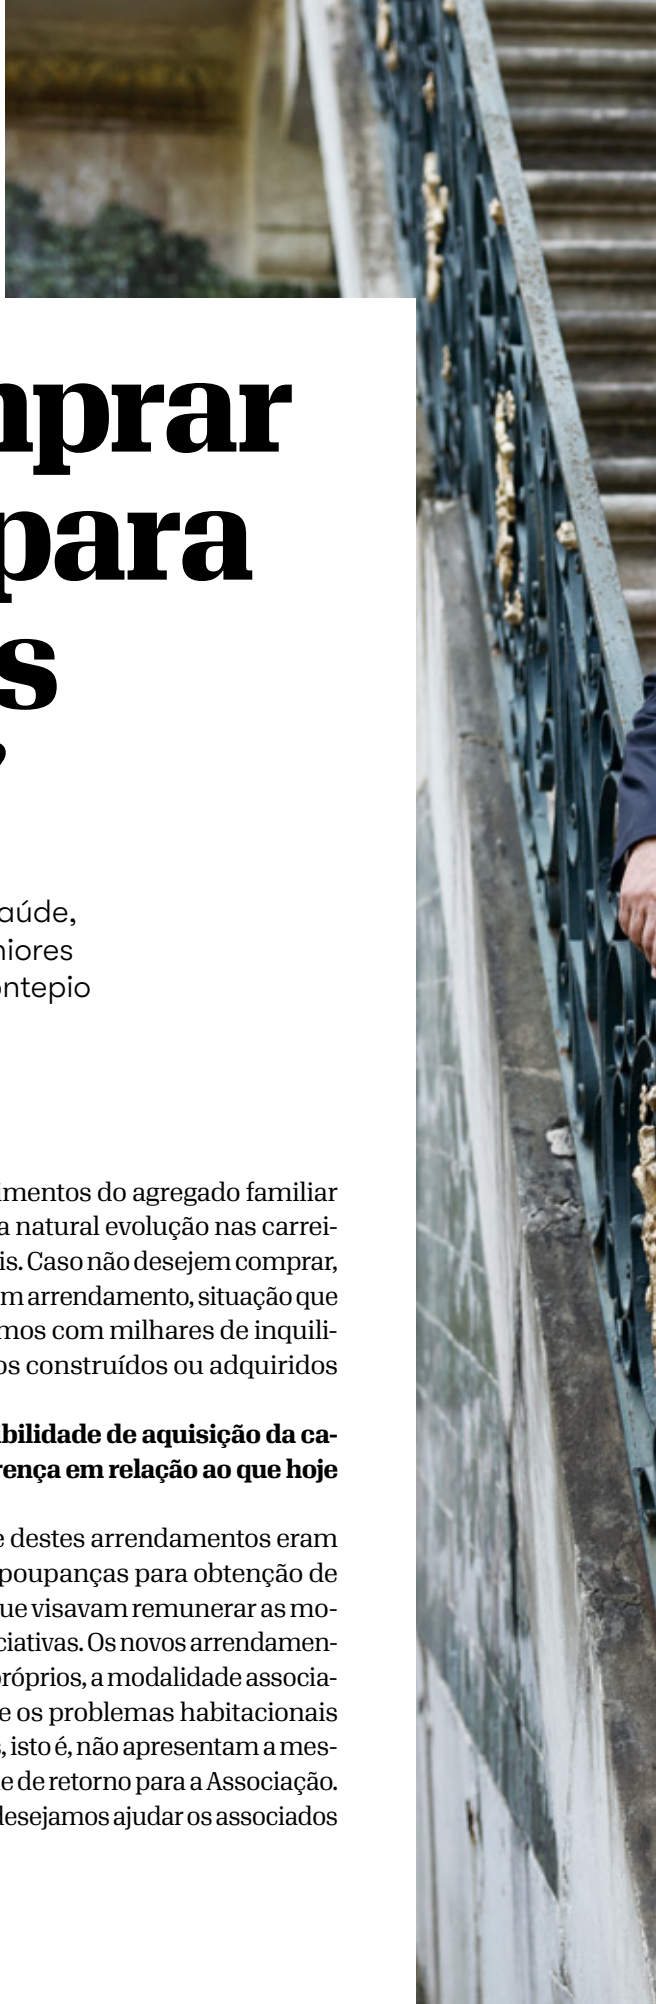 mprar
para
s
”
aúde,
niores
ontepio
imentos do agregado familiar
a natural evolução nas carrei-
is. Caso não desejem comprar,
m arrendamento, situação que
mos com milhares de inquili-
os construídos ou adquiridos
bilidade de aquisição da ca-
rença em relação ao que hoje
e destes arrendamentos eram
poupanças para obtenção de
ue visavam remunerar as mo-
ciativas. Os novos arrendamen-
próprios, a modalidade associa-
e os problemas habitacionais
, isto é, não apresentam a mes-
e de retorno para a Associação.
desejamos ajudar os associados